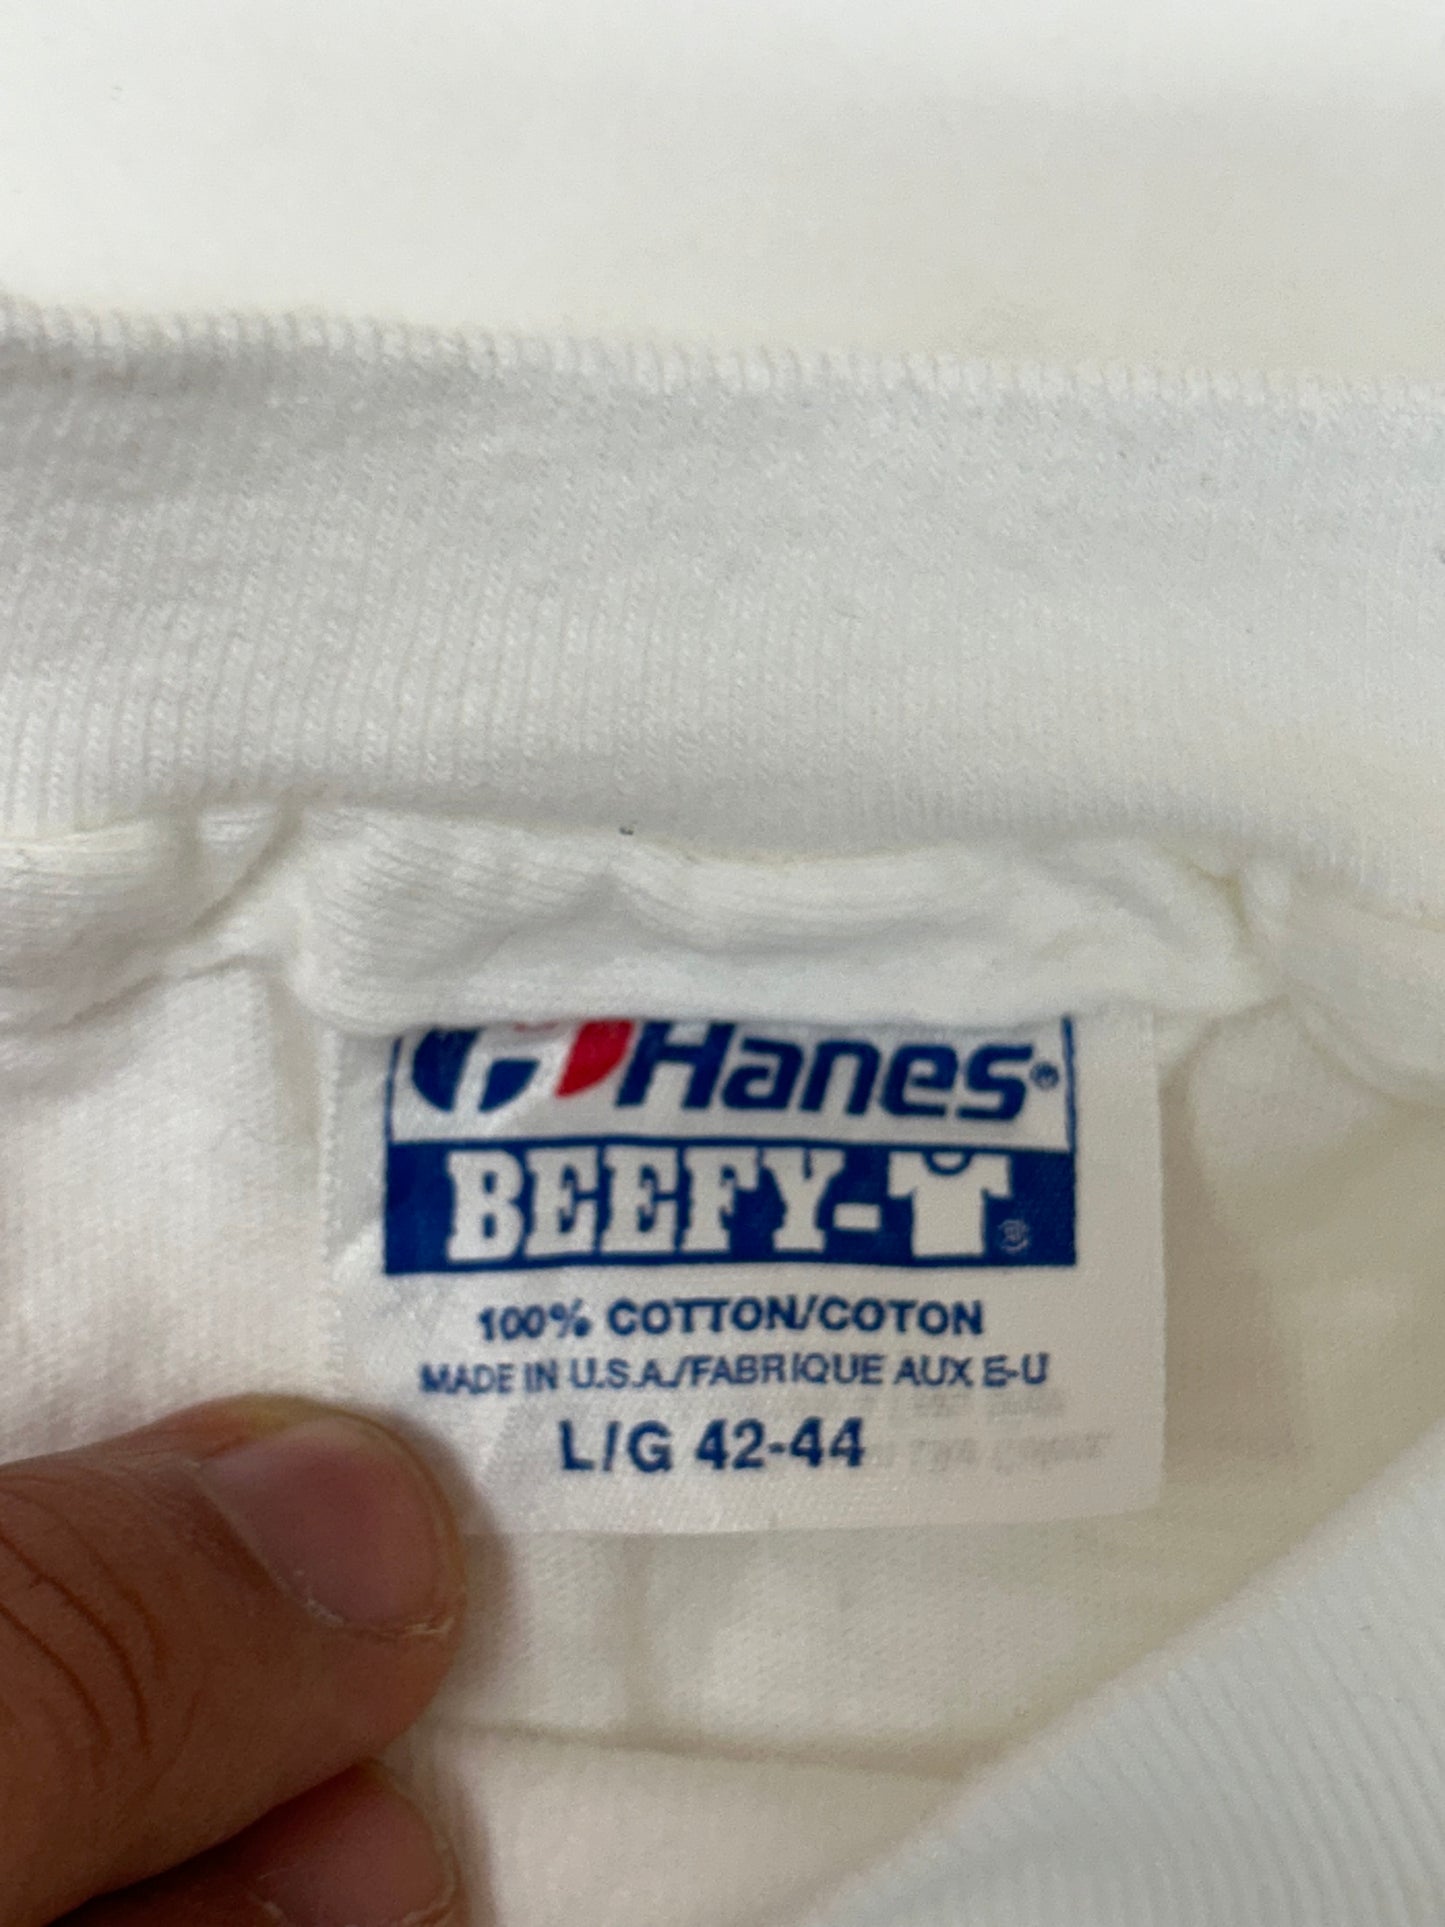 Hanes®
BEEFY-T®
100% COTTON/COTON
MADE IN U.S.A./FABRIQUE AUX E-U
L/G 42-44